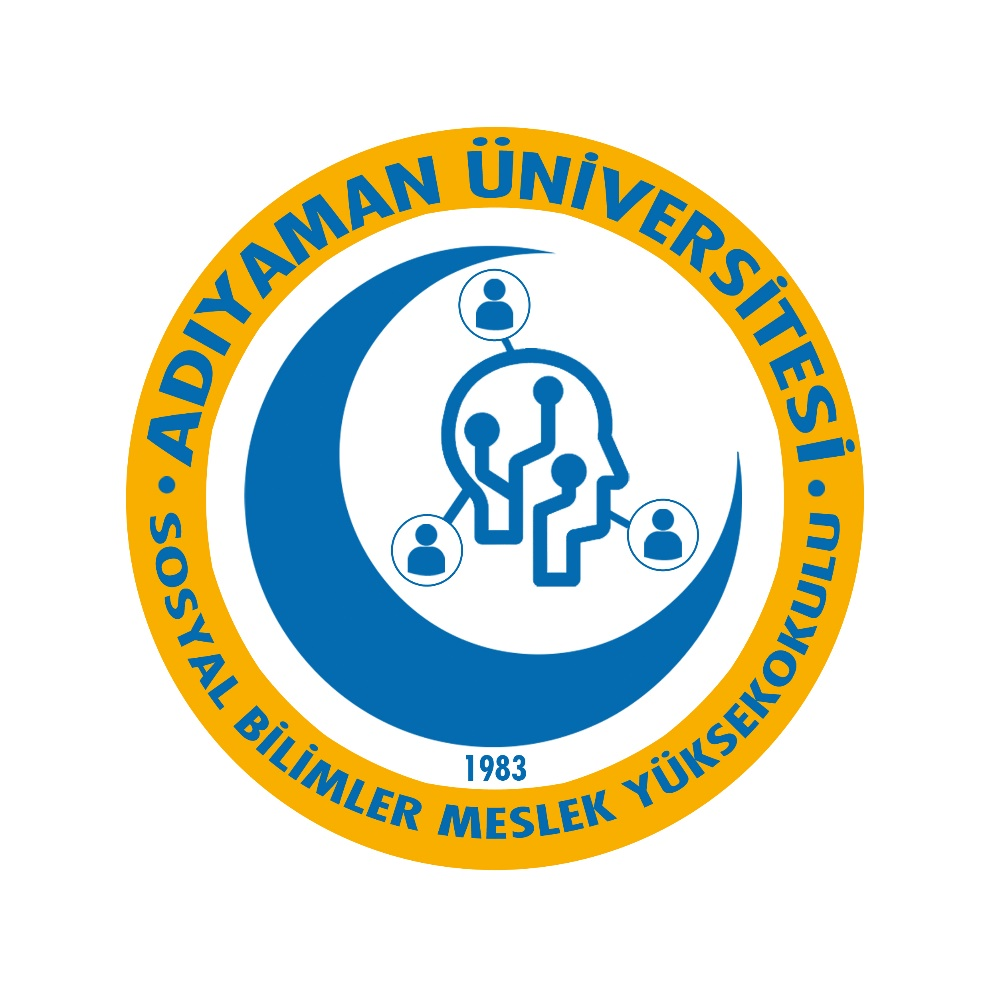 ADIYAMAN ÜNİVERSİTESİ
• SOSYAL BİLİMLER MESLEK YÜKSEKOKULU •
1983